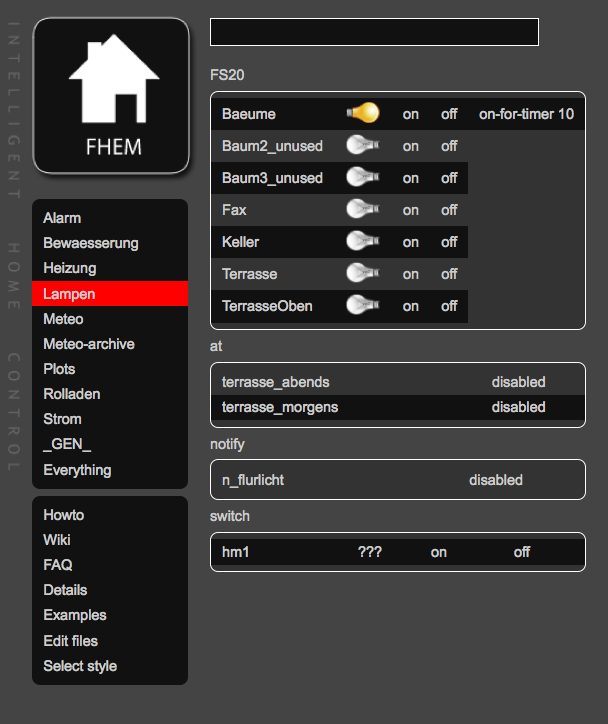 INTELLIGENT HOME CONTROL
FHEM
Alarm
Bewaesserung
Heizung
Lampen
Meteo
Meteo-archive
Plots
Rolladen
Strom
_GEN_
Everything
Howto
Wiki
FAQ
Details
Examples
Edit files
Select style
FS20
Baeume on off on-for-timer 10
Baum2_unused on off
Baum3_unused on off
Fax on off
Keller on off
Terrasse on off
TerrasseOben on off
at
terrasse_abends disabled
terrasse_morgens disabled
notify
n_flurlicht disabled
switch
hm1 ??? on off